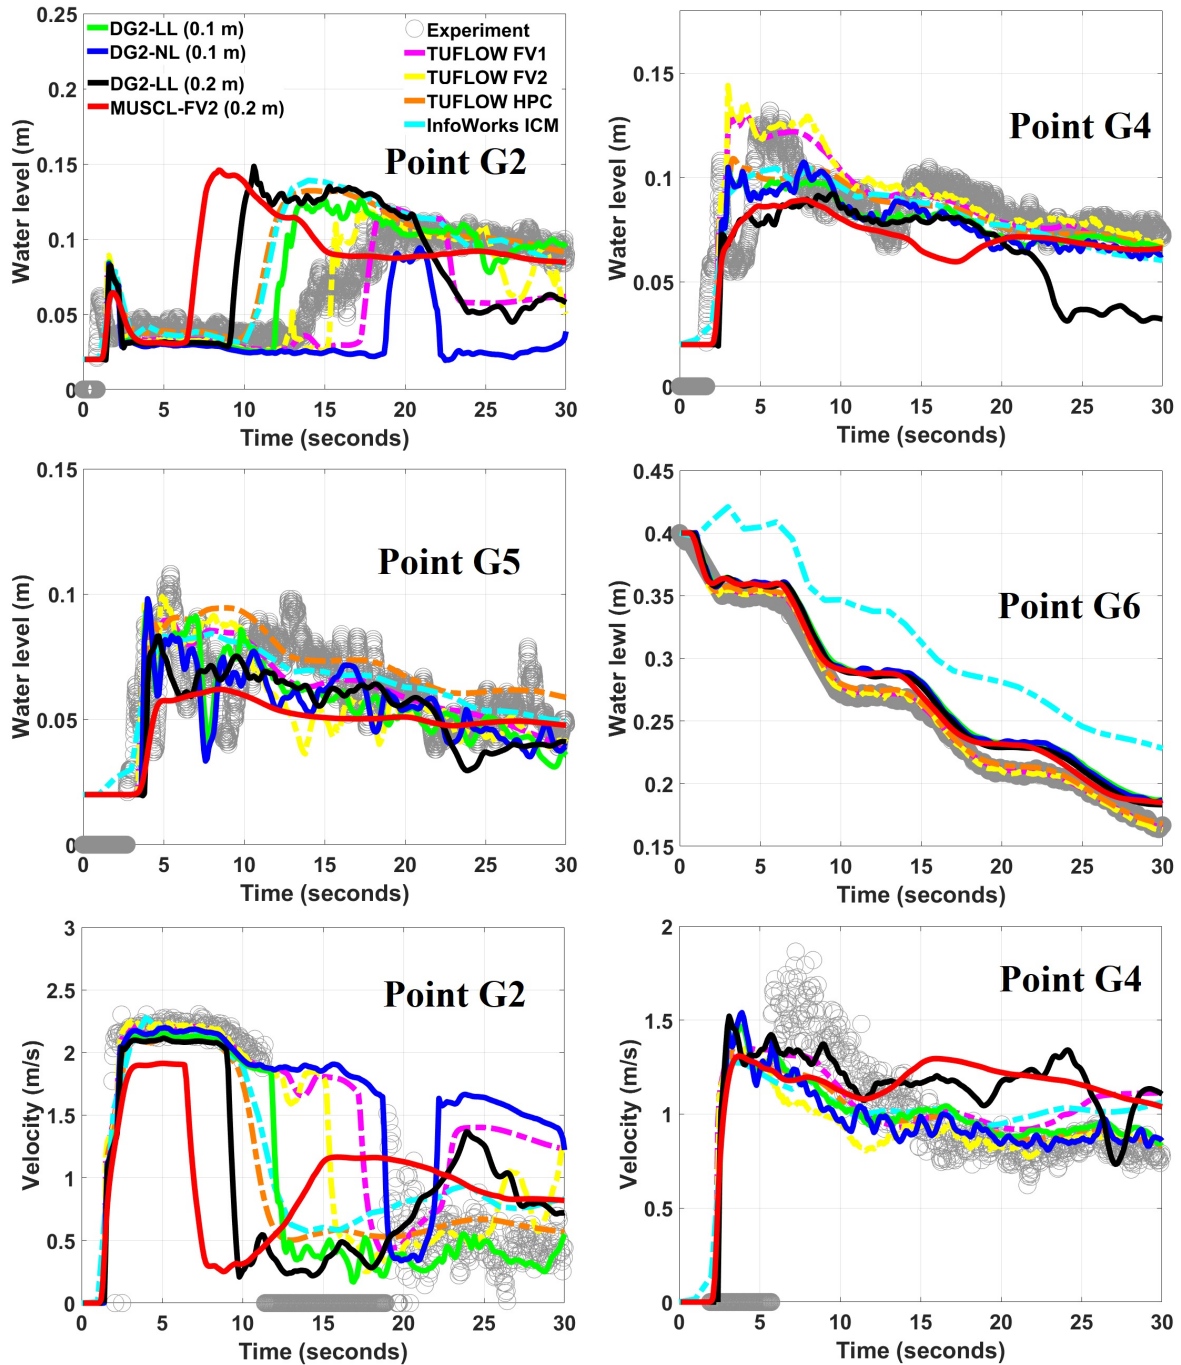 0.25
0.2
0.15
0.1
0.05
0
Water level (m)
DG2-LL (0.1 m)
DG2-NL (0.1 m)
DG2-LL (0.2 m)
MUSCL-FV2 (0.2 m)
Experiment
TUFLOW FV1
TUFLOW FV2
TUFLOW HPC
InfoWorks ICM
Point G2
0 5 10 15 20 25 30
Time (seconds)
0.2
0.15
0.1
0.05
0
Water level (m)
Point G4
0 5 10 15 20 25 30
Time (seconds)
0.15
0.1
0.05
0
Water level (m)
Point G5
0 5 10 15 20 25 30
Time (seconds)
0.45
0.4
0.35
0.3
0.25
0.2
0.15
Water lewl (m)
Point G6
0 5 10 15 20 25 30
Time (seconds)
3
2.5
2
1.5
1
0.5
0
Velocity (m/s)
Point G2
0 5 10 15 20 25 30
Time (seconds)
2
1.5
1
0.5
0
Velocity (m/s)
Point G4
0 5 10 15 20 25 30
Time (seconds)